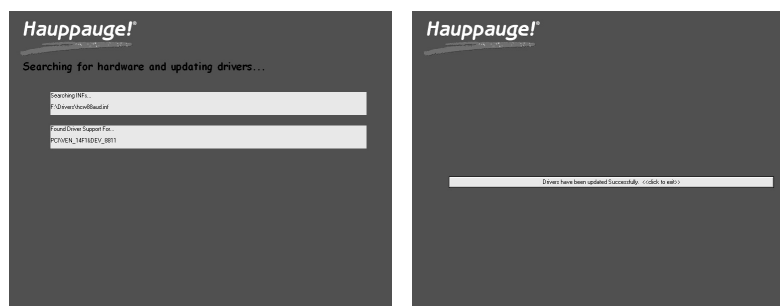 Hauppauge!®
Searching for hardware and updating drivers...
Searching INFs...
F:\Drivers\hcw88aud.inf
Found Driver Support For...
PCI\VEN_14F1&DEV_8811
Hauppauge!®
Drivers have been updated Successfully. <<click to exit>>